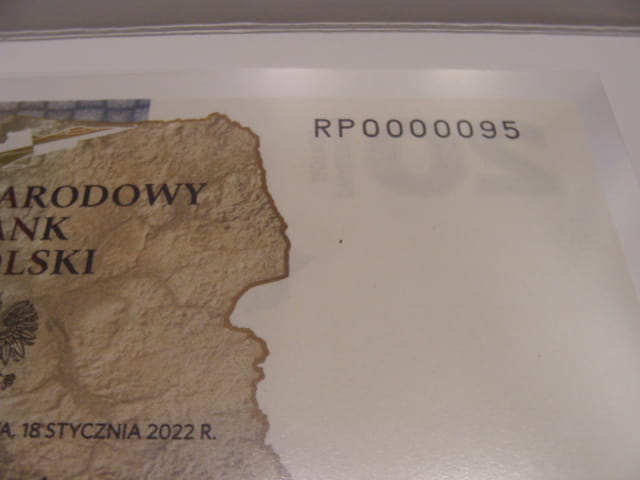 RP0000095
ARODOWY
ANK
OLSKI
A, 18 STYCZNIA 2022 R.